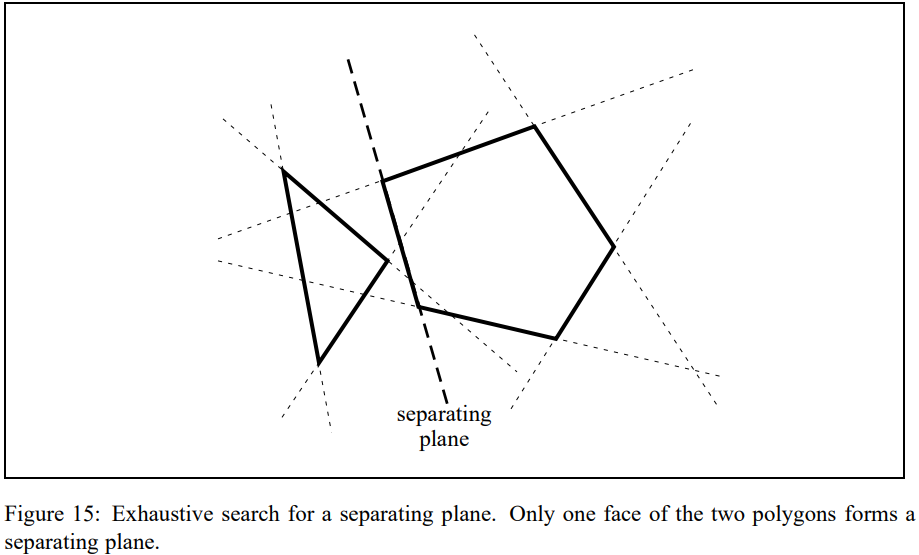 separating
plane
Figure 15: Exhaustive search for a separating plane. Only one face of the two polygons forms a
separating plane.